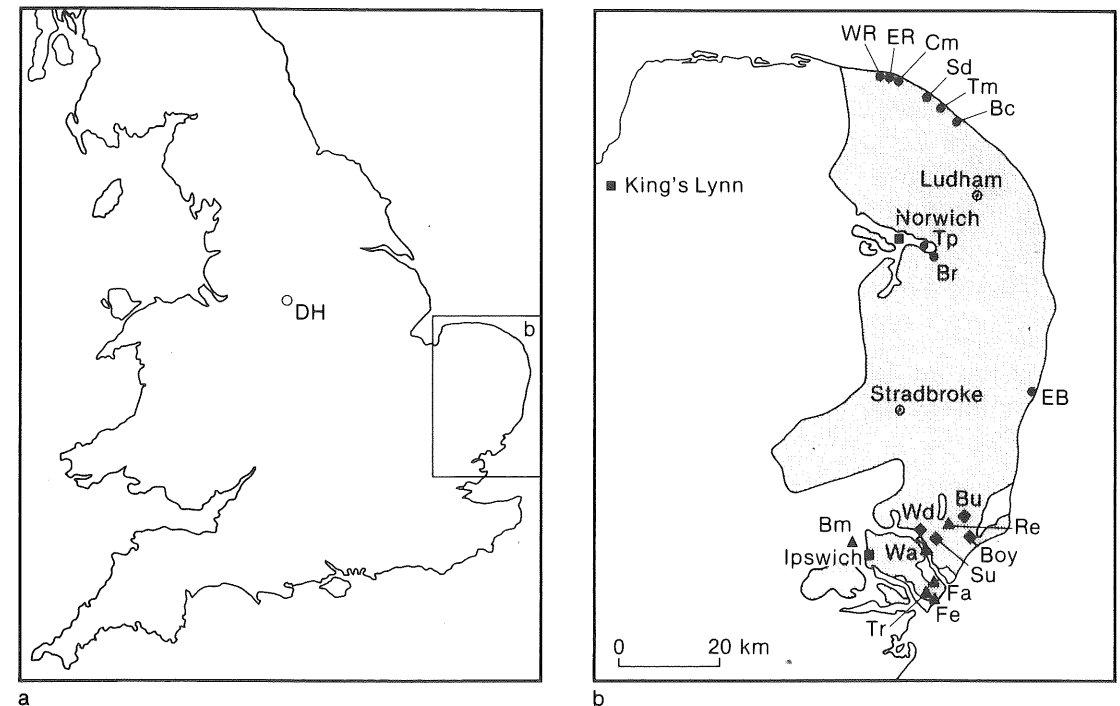 DH
b
a
WR
ER
Cm
Sd
Tm
Bc
King's Lynn
Ludham
Norwich
Tp
Br
Stradbroke
EB
Bu
Wd
Re
Bm
Ipswich
Wa
Boy
Su
Fa
Fe
Tr
0 20 km
b